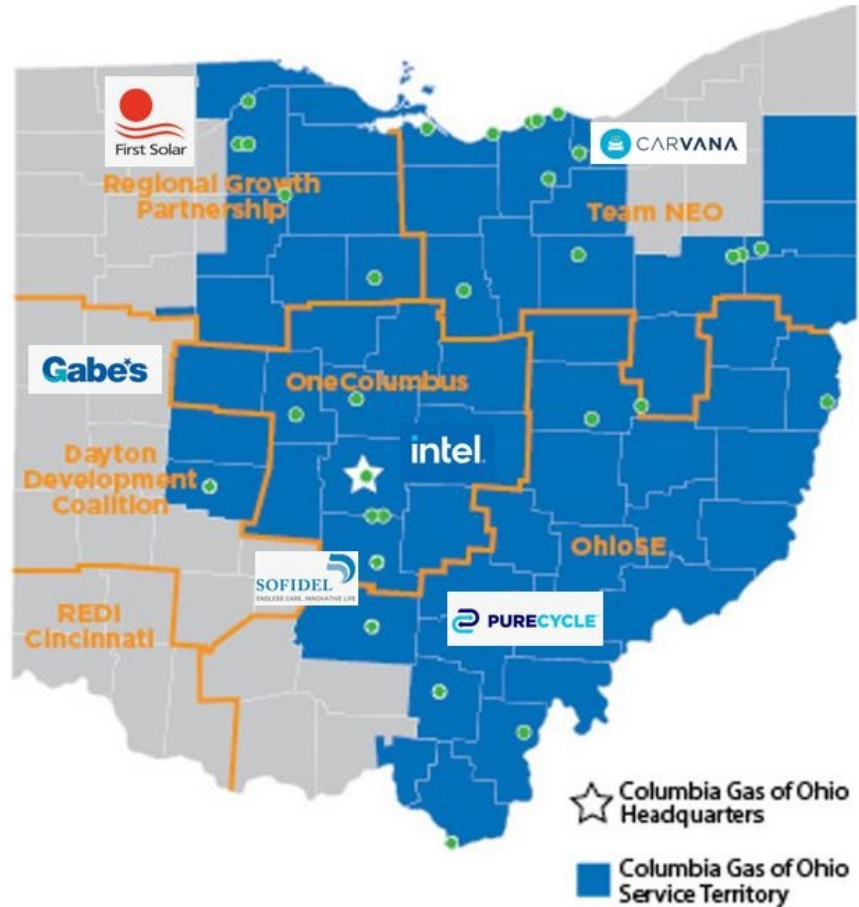 First Solar
Regional Growth
Partnership
CARVANA
Team NEO
Gabe's
OneColumbus
intel.
Dayton
Development
Coalition
OhioSE
SOFIDEL
ENDLESS CARE, INNOVATIVE LIFE
PURECYCLE
REDI
Cincinnati
Columbia Gas of Ohio
Headquarters
Columbia Gas of Ohio
Service Territory